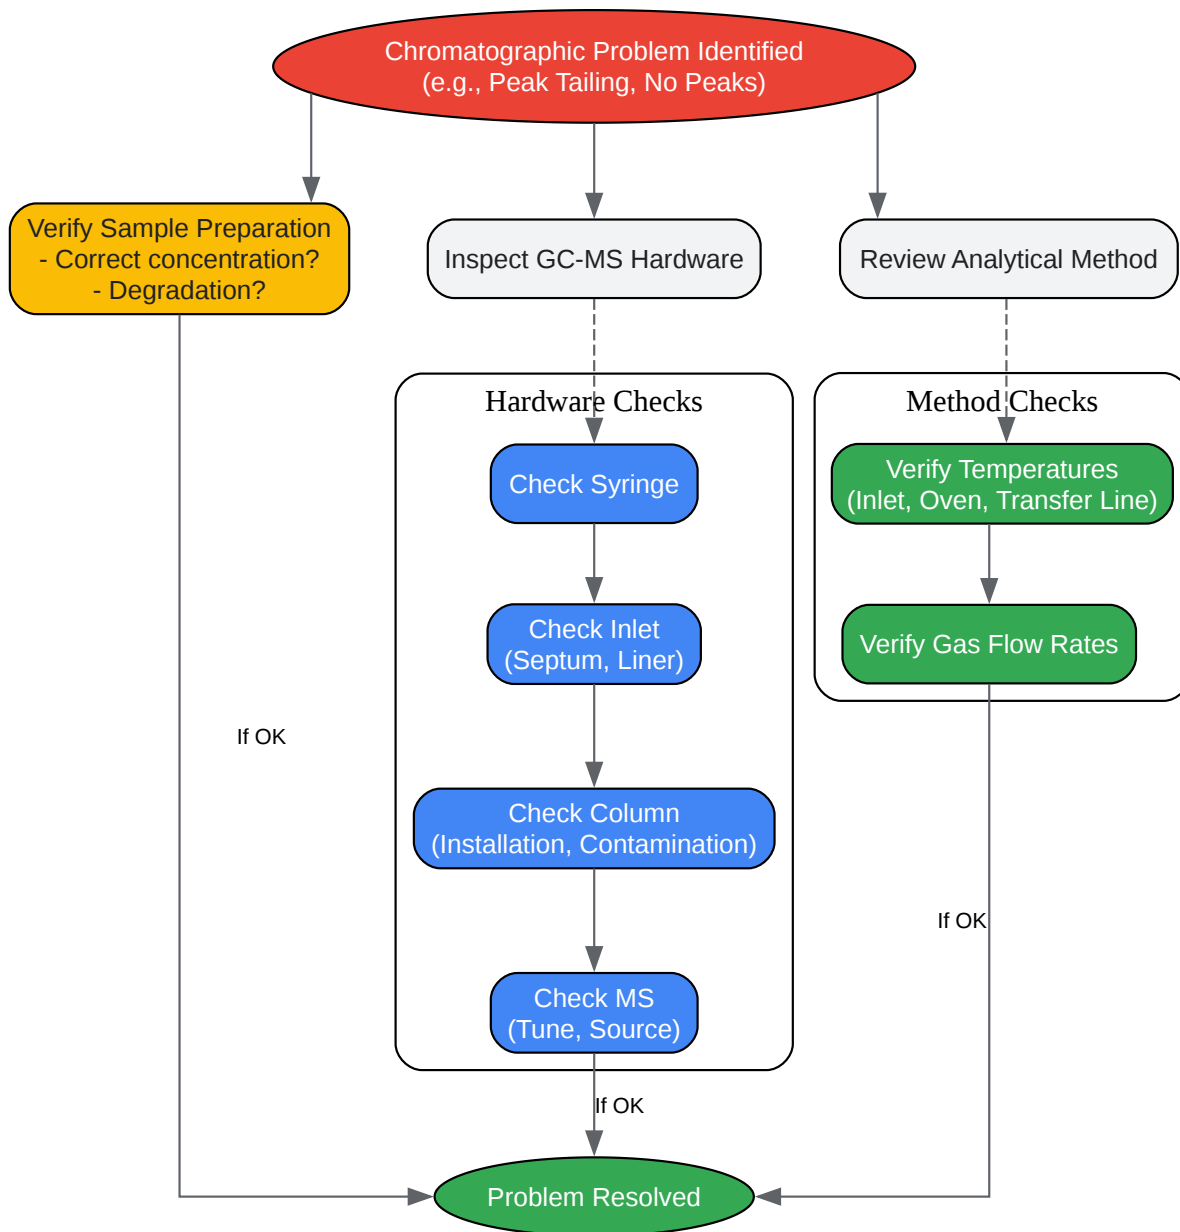 Chromatographic Problem Identified
(e.g., Peak Tailing, No Peaks)
Verify Sample Preparation
- Correct concentration?
- Degradation?
Inspect GC-MS Hardware
Review Analytical Method
Hardware Checks
Method Checks
Check Syringe
Verify Temperatures
(Inlet, Oven, Transfer Line)
Check Inlet
(Septum, Liner)
Verify Gas Flow Rates
If OK
Check Column
(Installation, Contamination)
If OK
Check MS
(Tune, Source)
If OK
Problem Resolved